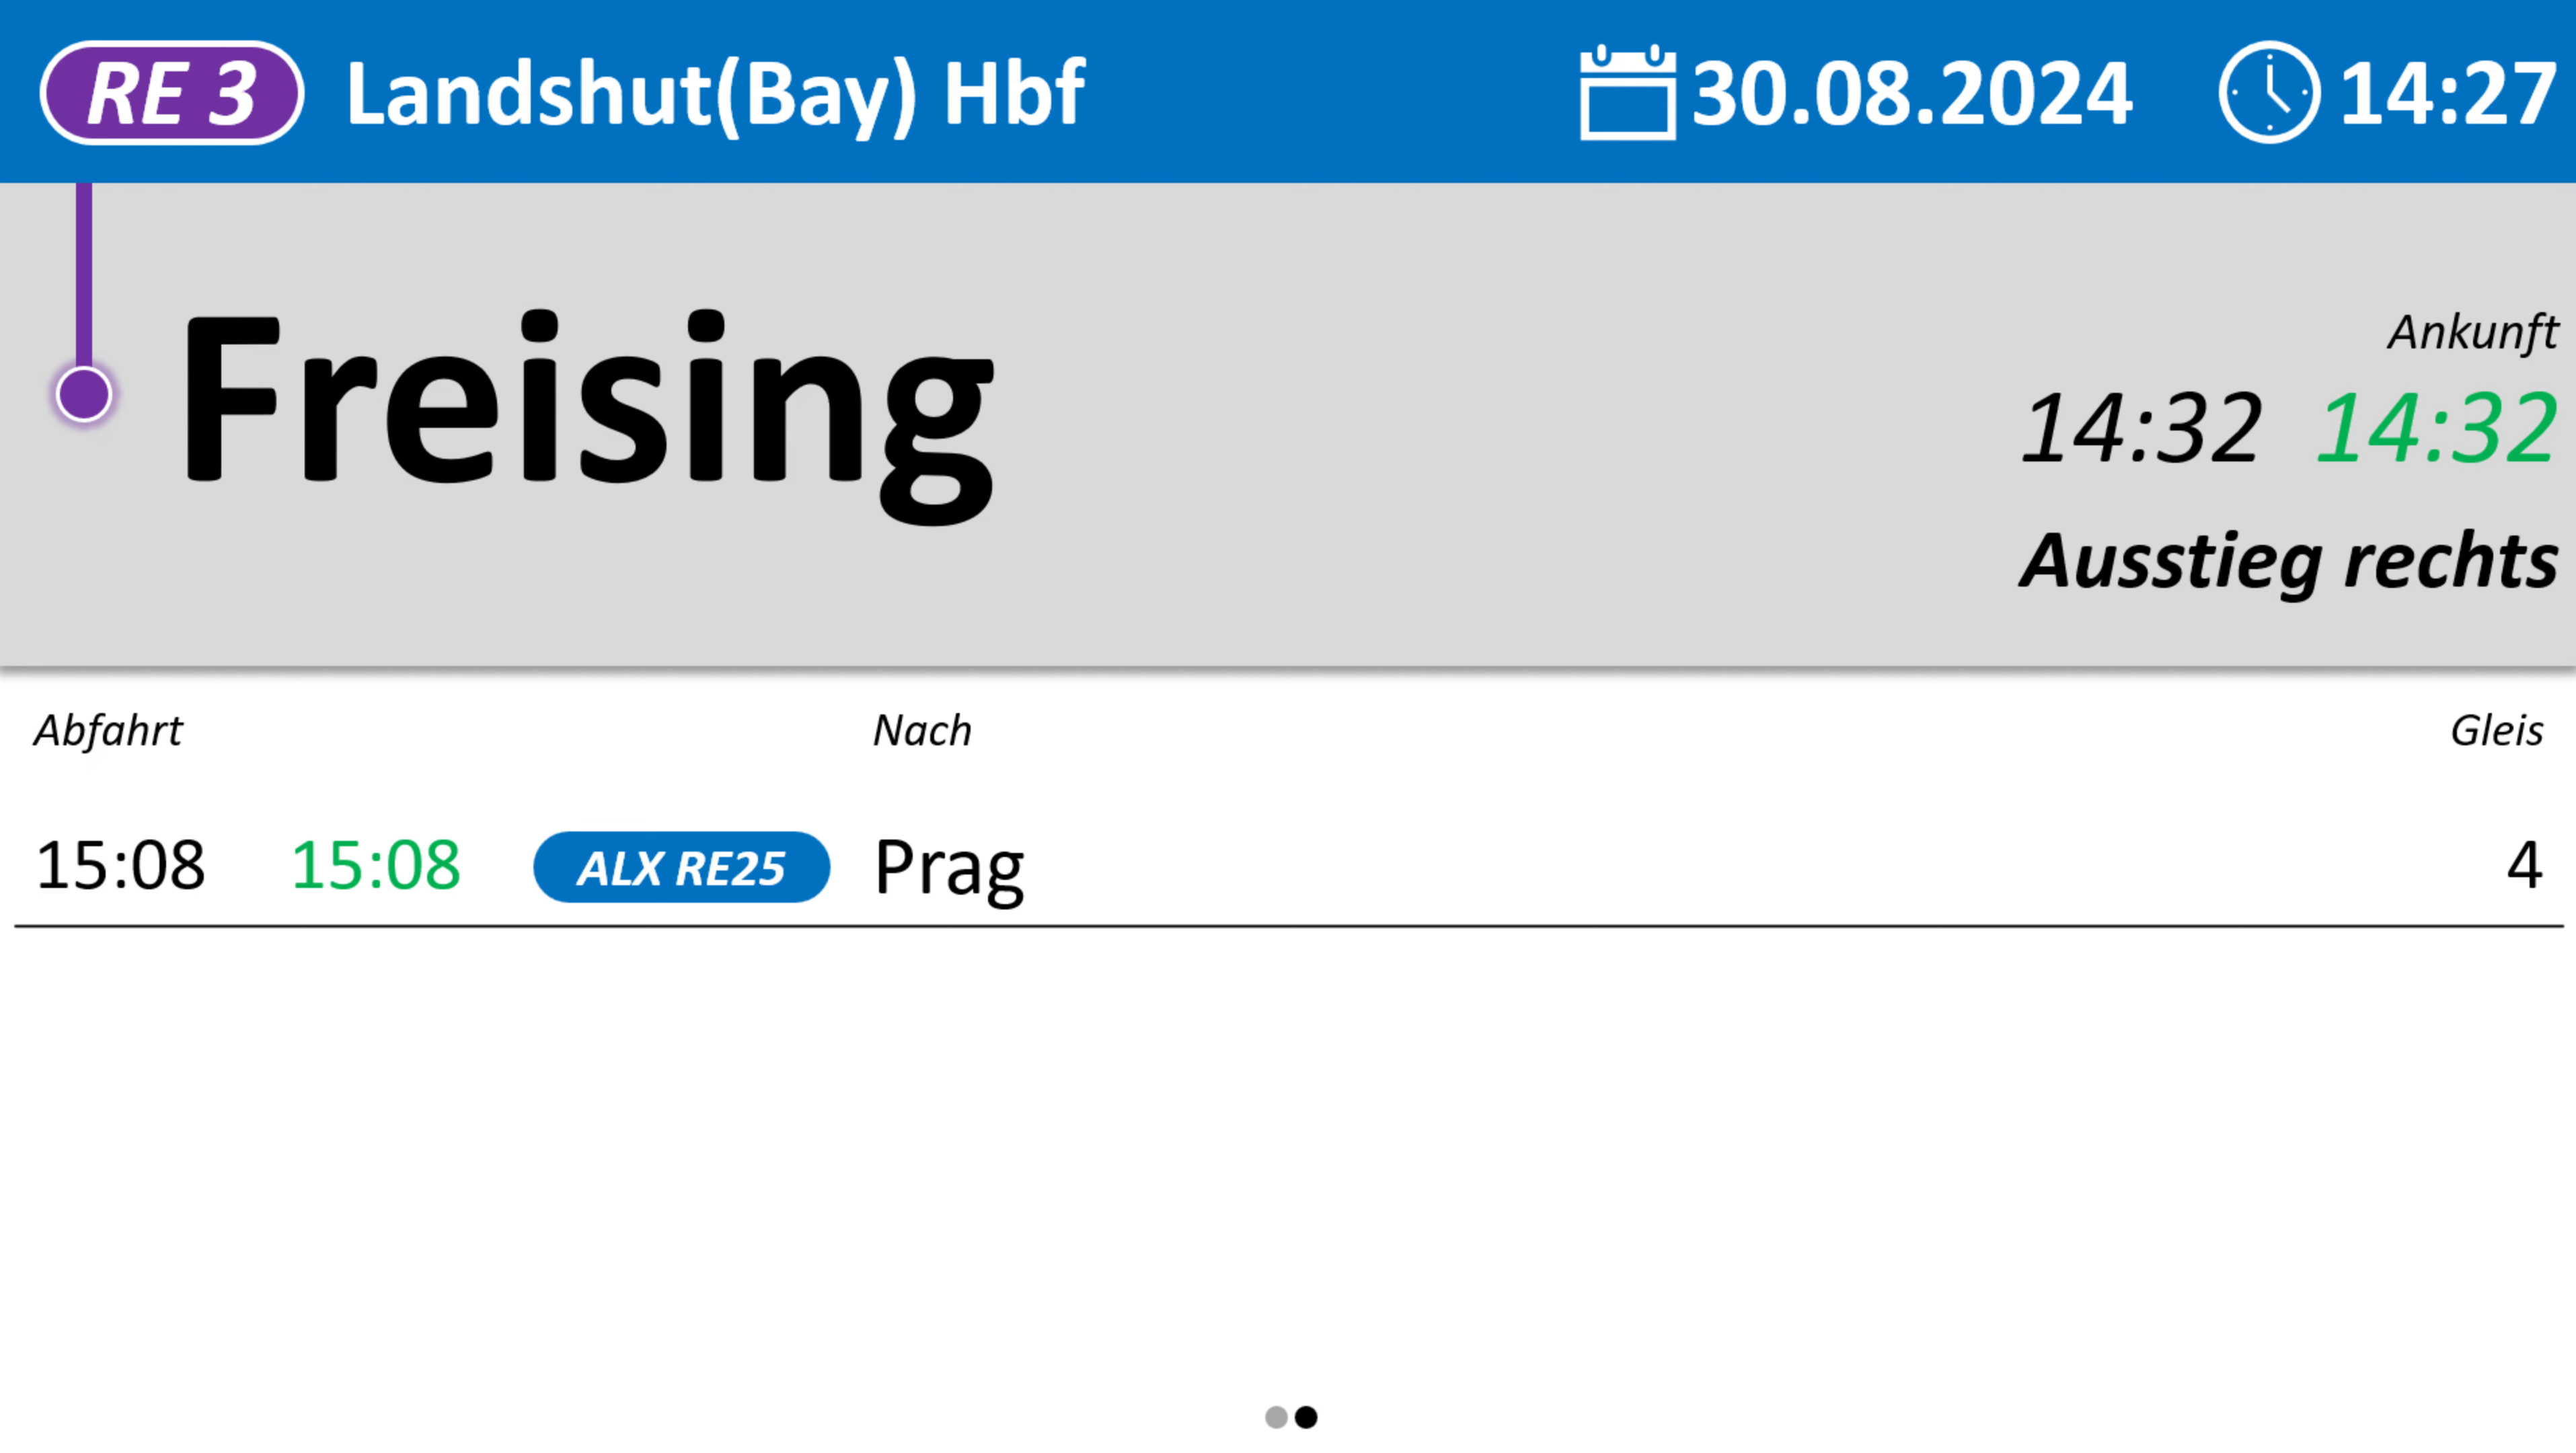 RE 3 Landshut(Bay) Hbf 30.08.2024 14:27
Freising
Ankunft
14:32 14:32
Ausstieg rechts
Abfahrt Nach Gleis
15:08 15:08 ALX RE25 Prag 4